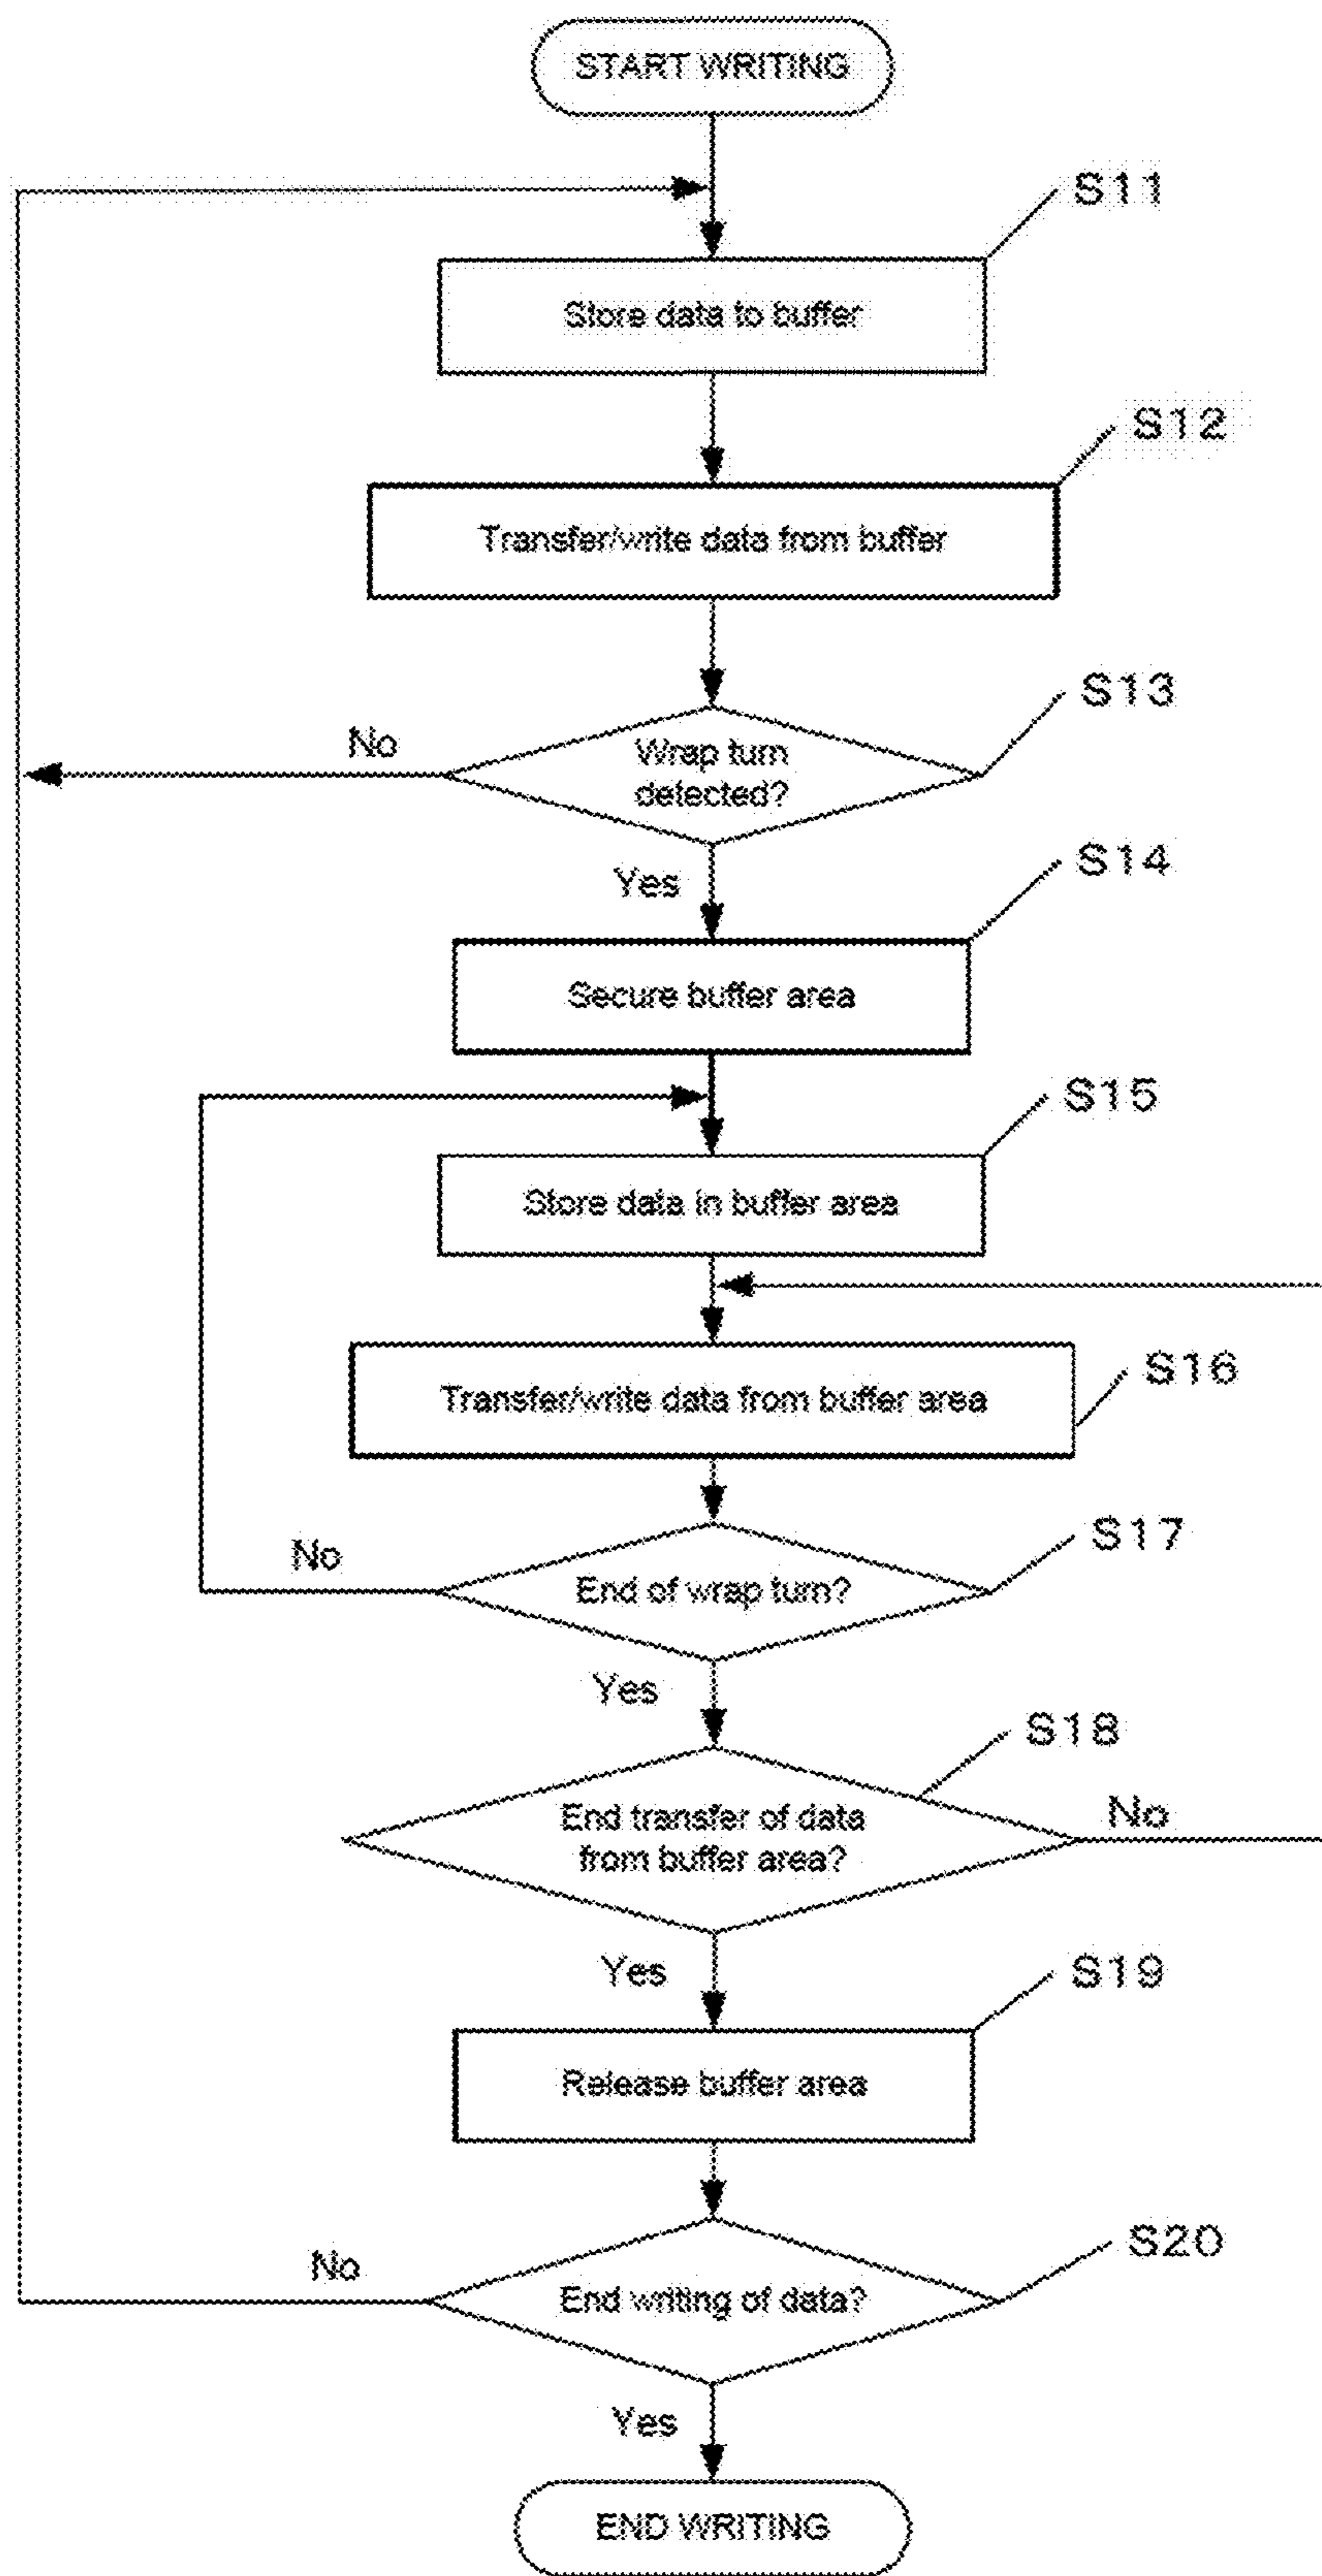 START WRITING
S11
Store data to buffer
S12
Transfer/write data from buffer
S13
No
Wrap turn
detected?
Yes
S14
Secure buffer area
S15
Store data in buffer area
S16
Transfer/write data from buffer area
S17
No
End of wrap turn?
Yes
S18
End transfer of data
from buffer area?
No
Yes
S19
Release buffer area
S20
No
End writing of data?
Yes
END WRITING